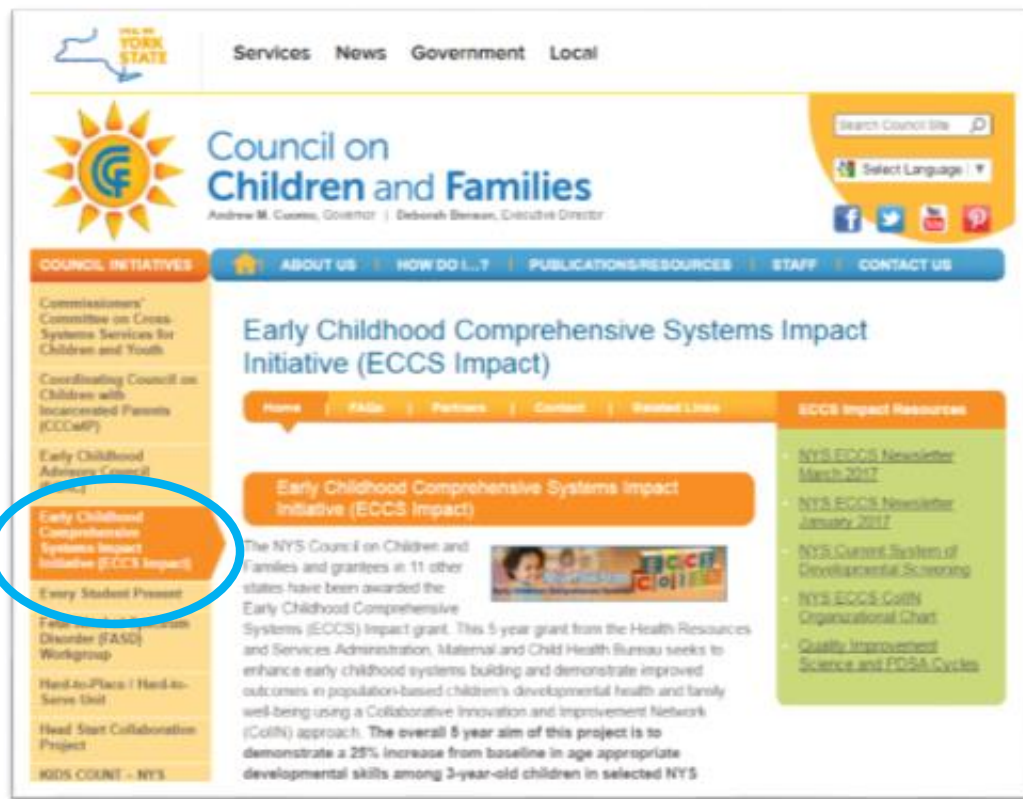 YORK
STATE
Services News Government Local
Search Council Site
Select Language
Council on
Children and Families
Andrew M. Cuomo, Governor | Deborah Benson, Executive Director
COUNCIL INITIATIVES
ABOUT US | HOW DO I...? | PUBLICATIONS/RESOURCES | STAFF | CONTACT US
Commissioners'
Committee on Cross-
Systems Services for
Children and Youth
Coordinating Council on
Children with
Incarcerated Parents
(CCCwIP)
Early Childhood
Advisory Council
Early Childhood
Comprehensive
Systems Impact
Initiative (ECCS Impact)
Every Student Present
Disorder (FASD)
Workgroup
Hard-to-Place / Hard-to-
Serve Unit
Head Start Collaboration
Project
KIDS COUNT – NYS
Early Childhood Comprehensive Systems Impact
Initiative (ECCS Impact)
Home | FAQs | Partners | Contact | Related Links
Early Childhood Comprehensive Systems Impact
Initiative (ECCS Impact)
The NYS Council on Children and
Families and grantees in 11 other
states have been awarded the
Early Childhood Comprehensive
Systems (ECCS) Impact grant. This 5 year grant from the Health Resources
and Services Administration, Maternal and Child Health Bureau seeks to
enhance early childhood systems building and demonstrate improved
outcomes in population-based children's developmental health and family
well-being using a Collaborative Innovation and Improvement Network
(CoIIN) approach. The overall 5 year aim of this project is to
demonstrate a 25% increase from baseline in age appropriate
developmental skills among 3-year-old children in selected NYS
ECCS Impact Resources
NYS ECCS Newsletter
March 2017
NYS ECCS Newsletter
January 2017
NYS Current System of
Developmental Screening
NYS ECCS CoIIN
Organizational Chart
Quality Improvement
Science and PDSA Cycles